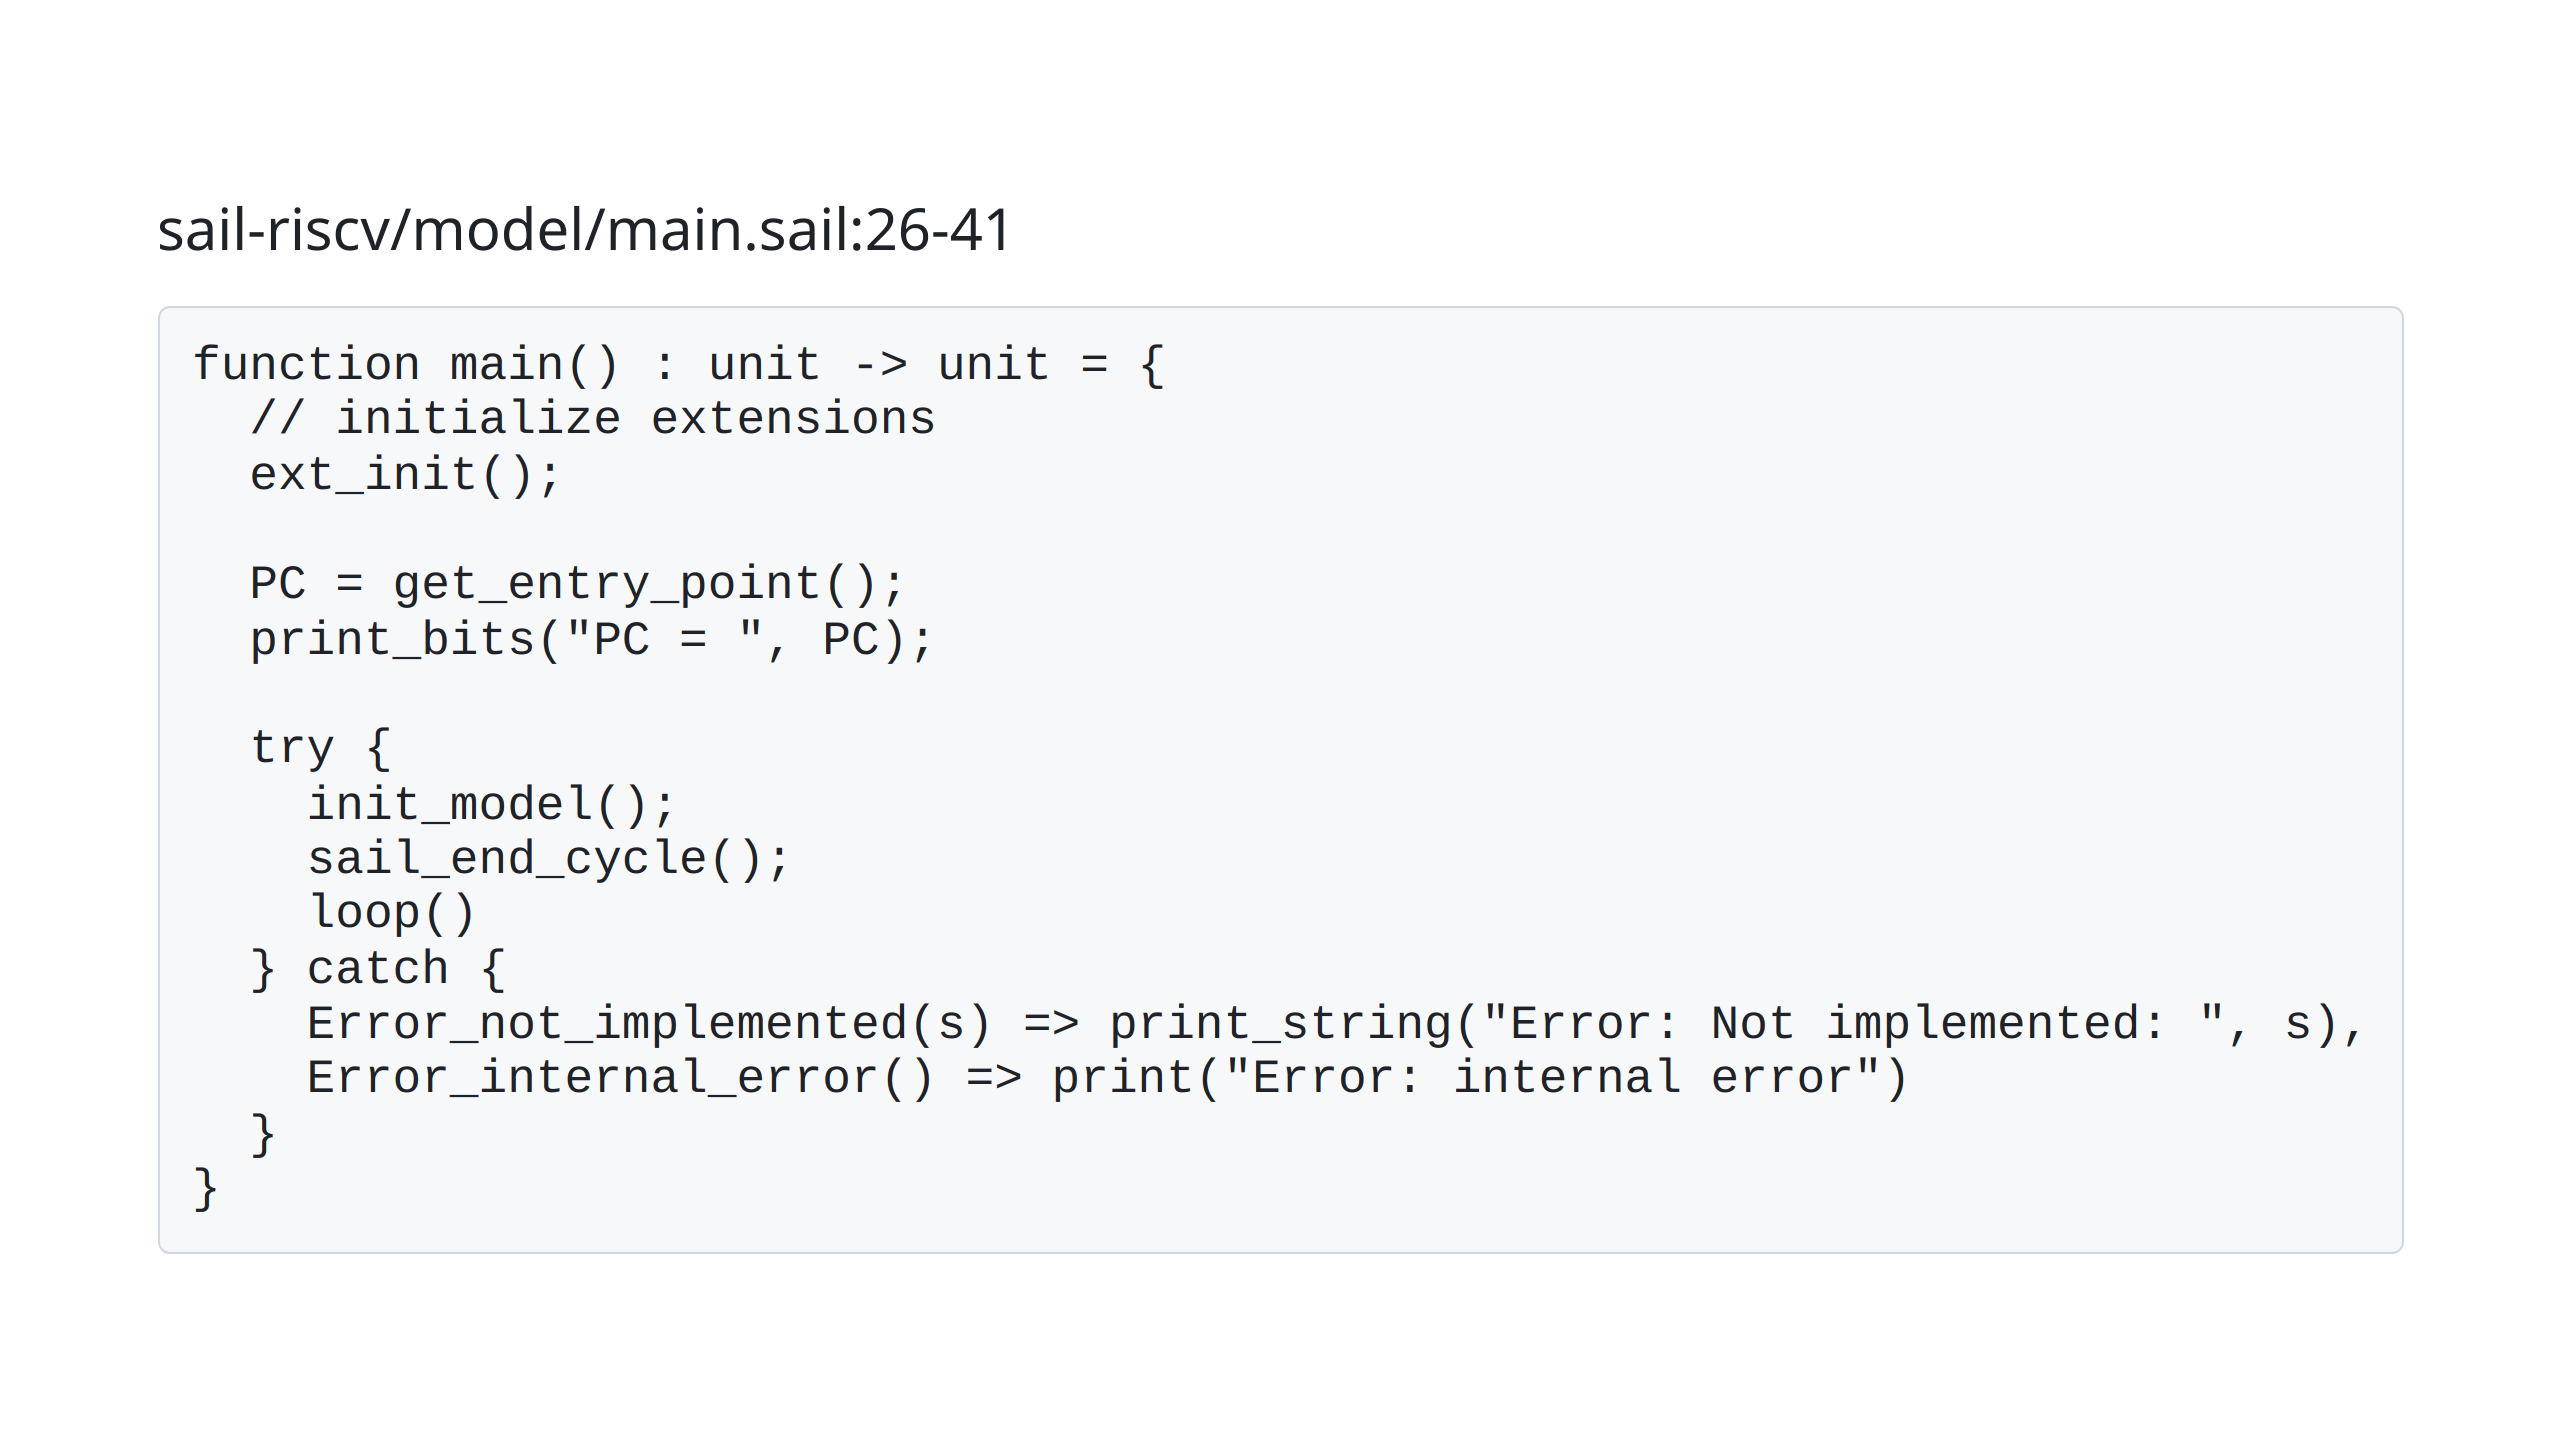 sail-riscv/model/main.sail:26-41
function main() : unit -> unit = {
  // initialize extensions
  ext_init();

  PC = get_entry_point();
  print_bits("PC = ", PC);

  try {
    init_model();
    sail_end_cycle();
    loop()
  } catch {
    Error_not_implemented(s) => print_string("Error: Not implemented: ", s),
    Error_internal_error() => print("Error: internal error")
  }
}